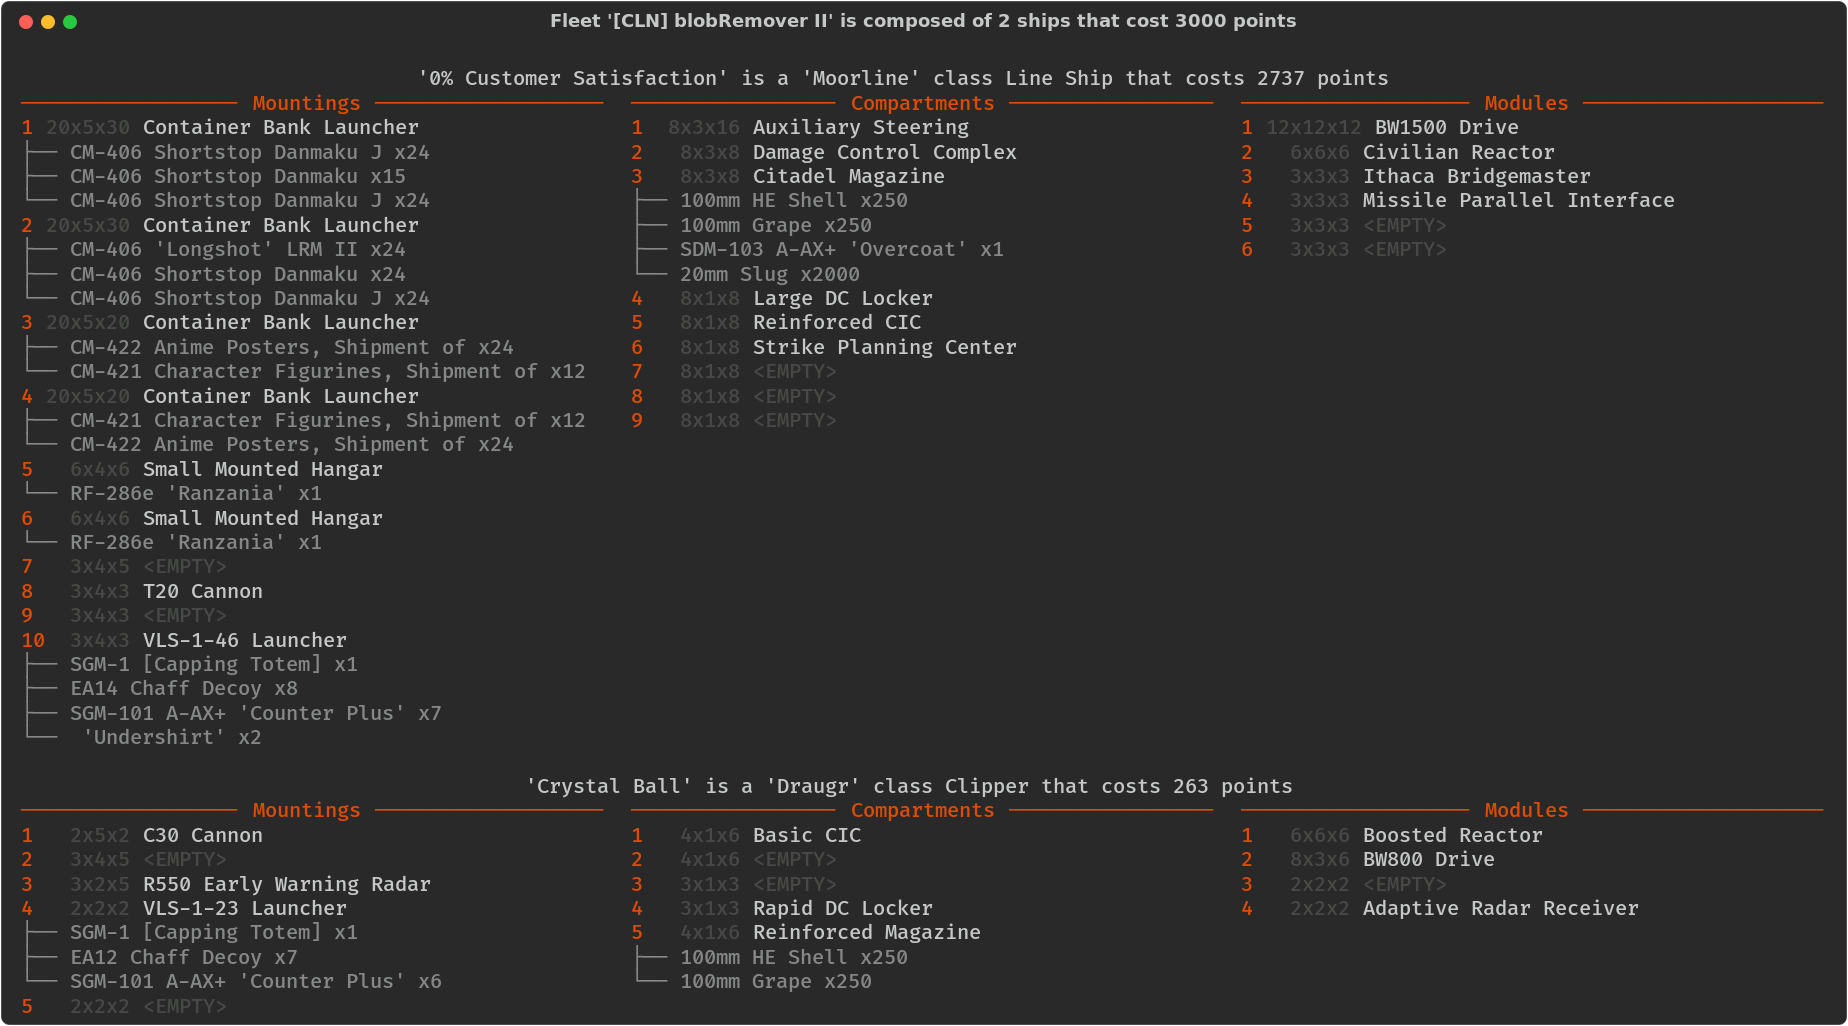 Fleet '[CLN] blobRemover II' is composed of 2 ships that cost 3000 points
'0% Customer Satisfaction' is a 'Moorline' class Line Ship that costs 2737 points
Mountings
1 20x5x30 Container Bank Launcher
CM-406 Shortstop Danmaku J x24
CM-406 Shortstop Danmaku x15
CM-406 Shortstop Danmaku J x24
2 20x5x30 Container Bank Launcher
CM-406 'Longshot' LRM II x24
CM-406 Shortstop Danmaku x24
CM-406 Shortstop Danmaku J x24
3 20x5x20 Container Bank Launcher
CM-422 Anime Posters, Shipment of x24
CM-421 Character Figurines, Shipment of x12
4 20x5x20 Container Bank Launcher
CM-421 Character Figurines, Shipment of x12
CM-422 Anime Posters, Shipment of x24
5 6x4x6 Small Mounted Hangar
RF-286e 'Ranzania' x1
6 6x4x6 Small Mounted Hangar
RF-286e 'Ranzania' x1
7 3x4x5 <EMPTY>
8 3x4x3 T20 Cannon
9 3x4x3 <EMPTY>
10 3x4x3 VLS-1-46 Launcher
SGM-1 [Capping Totem] x1
EA14 Chaff Decoy x8
SGM-101 A-AX+ 'Counter Plus' x7
'Undershirt' x2
Compartments
1 8x3x16 Auxiliary Steering
2 8x3x8 Damage Control Complex
3 8x3x8 Citadel Magazine
100mm HE Shell x250
100mm Grape x250
SDM-103 A-AX+ 'Overcoat' x1
20mm Slug x2000
4 8x1x8 Large DC Locker
5 8x1x8 Reinforced CIC
6 8x1x8 Strike Planning Center
7 8x1x8 <EMPTY>
8 8x1x8 <EMPTY>
9 8x1x8 <EMPTY>
Modules
1 12x12x12 BW1500 Drive
2 6x6x6 Civilian Reactor
3 3x3x3 Ithaca Bridgemaster
4 3x3x3 Missile Parallel Interface
5 3x3x3 <EMPTY>
6 3x3x3 <EMPTY>
'Crystal Ball' is a 'Draugr' class Clipper that costs 263 points
Mountings
1 2x5x2 C30 Cannon
2 3x4x5 <EMPTY>
3 3x2x5 R550 Early Warning Radar
4 2x2x2 VLS-1-23 Launcher
SGM-1 [Capping Totem] x1
EA12 Chaff Decoy x7
SGM-101 A-AX+ 'Counter Plus' x6
5 2x2x2 <EMPTY>
Compartments
1 4x1x6 Basic CIC
2 4x1x6 <EMPTY>
3 3x1x3 <EMPTY>
4 3x1x3 Rapid DC Locker
5 4x1x6 Reinforced Magazine
100mm HE Shell x250
100mm Grape x250
Modules
1 6x6x6 Boosted Reactor
2 8x3x6 BW800 Drive
3 2x2x2 <EMPTY>
4 2x2x2 Adaptive Radar Receiver